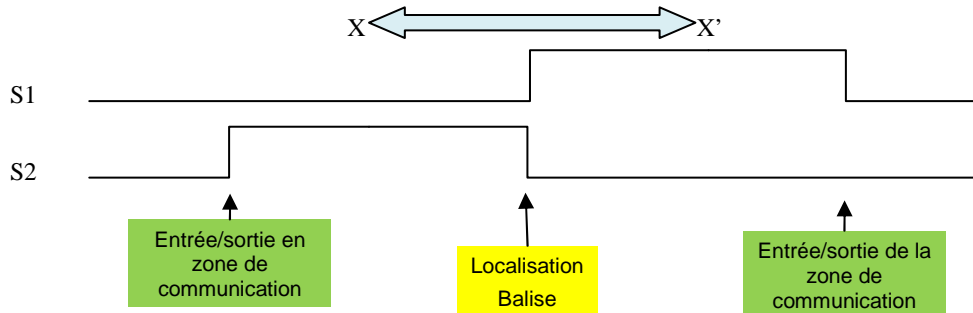 X X’
S1
S2
Entrée/sortie en
zone de
communication
Localisation
Balise
Entrée/sortie de la
zone de
communication